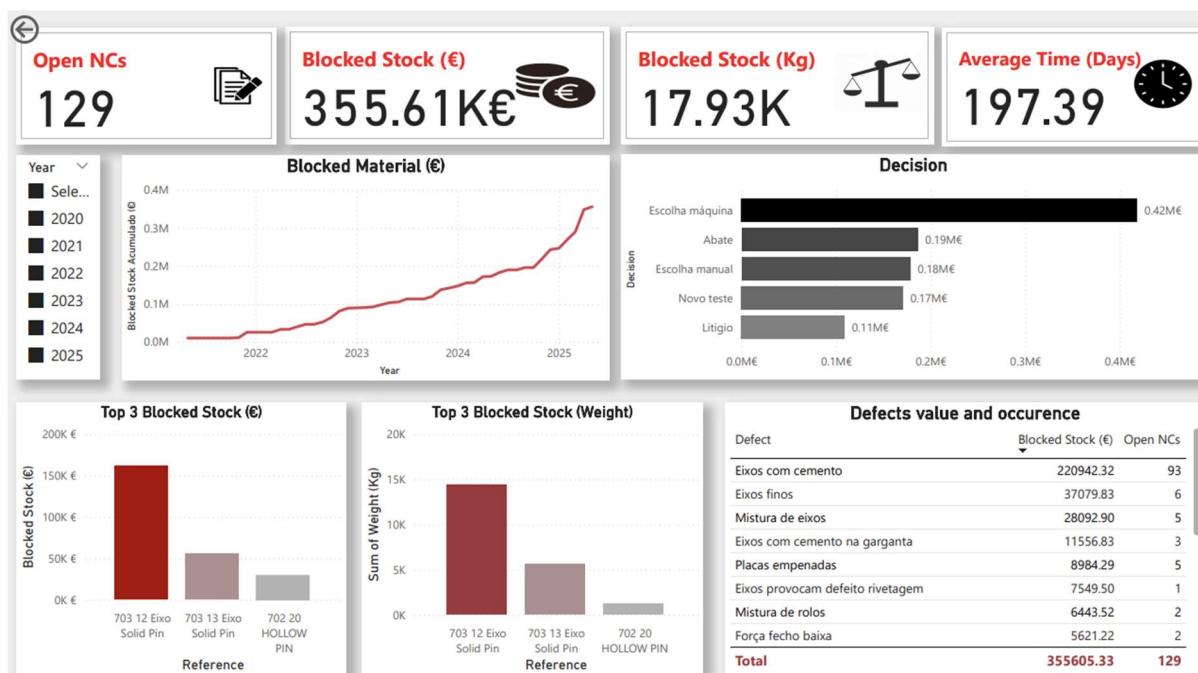 Open NCs
129
Blocked Stock (€)
355.61K€
Blocked Stock (Kg)
17.93K
Average Time (Days)
197.39
Year
Sele...
2020
2021
2022
2023
2024
2025
Blocked Material (€)
Blocked Stock Acumulado (€)
0.4M
0.3M
0.2M
0.1M
0.0M
2022 2023 2024 2025
Year
Decision
Decision
Escolha máquina 0.42M€
Abate 0.19M€
Escolha manual 0.18M€
Novo teste 0.17M€
Litígio 0.11M€
0.0M€ 0.1M€ 0.2M€ 0.3M€ 0.4M€
Top 3 Blocked Stock (€)
Blocked Stock (€)
200K €
150K €
100K €
50K €
0K €
703 12 Eixo Solid Pin
703 13 Eixo Solid Pin
702 20 HOLLOW PIN
Reference
Top 3 Blocked Stock (Weight)
Sum of Weight (Kg)
20K
15K
10K
5K
0K
703 12 Eixo Solid Pin
703 13 Eixo Solid Pin
702 20 HOLLOW PIN
Reference
Defects value and occurence
Defect Blocked Stock (€) Open NCs
Eixos com cemento 220942.32 93
Eixos finos 37079.83 6
Mistura de eixos 28092.90 5
Eixos com cemento na garganta 11556.83 3
Placas empenadas 8984.29 5
Eixos provocam defeito rivetagem 7549.50 1
Mistura de rolos 6443.52 2
Força fecho baixa 5621.22 2
Total 355605.33 129